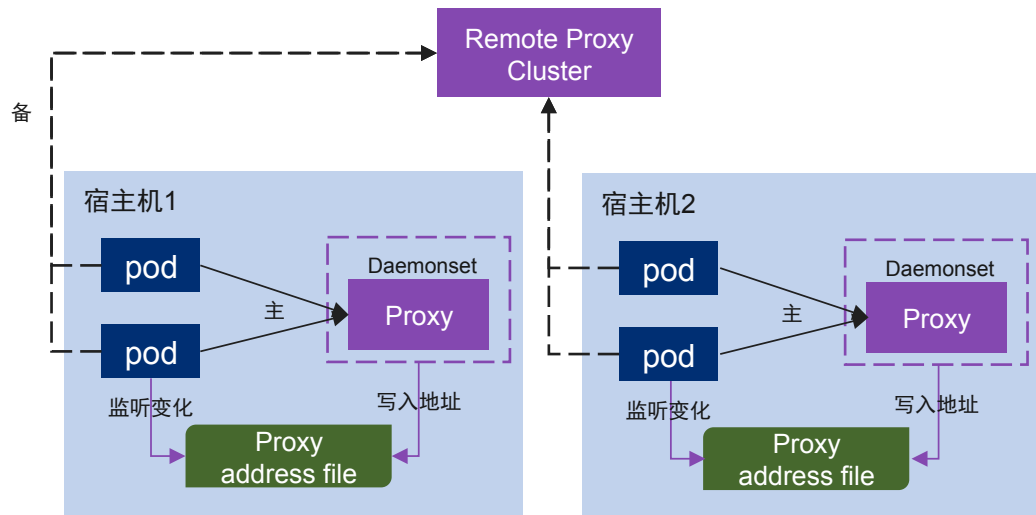 Remote Proxy
Cluster
备
宿主机1
pod
Daemonset
Proxy
主
pod
监听变化
写入地址
Proxy
address file
宿主机2
pod
Daemonset
Proxy
主
pod
监听变化
写入地址
Proxy
address file